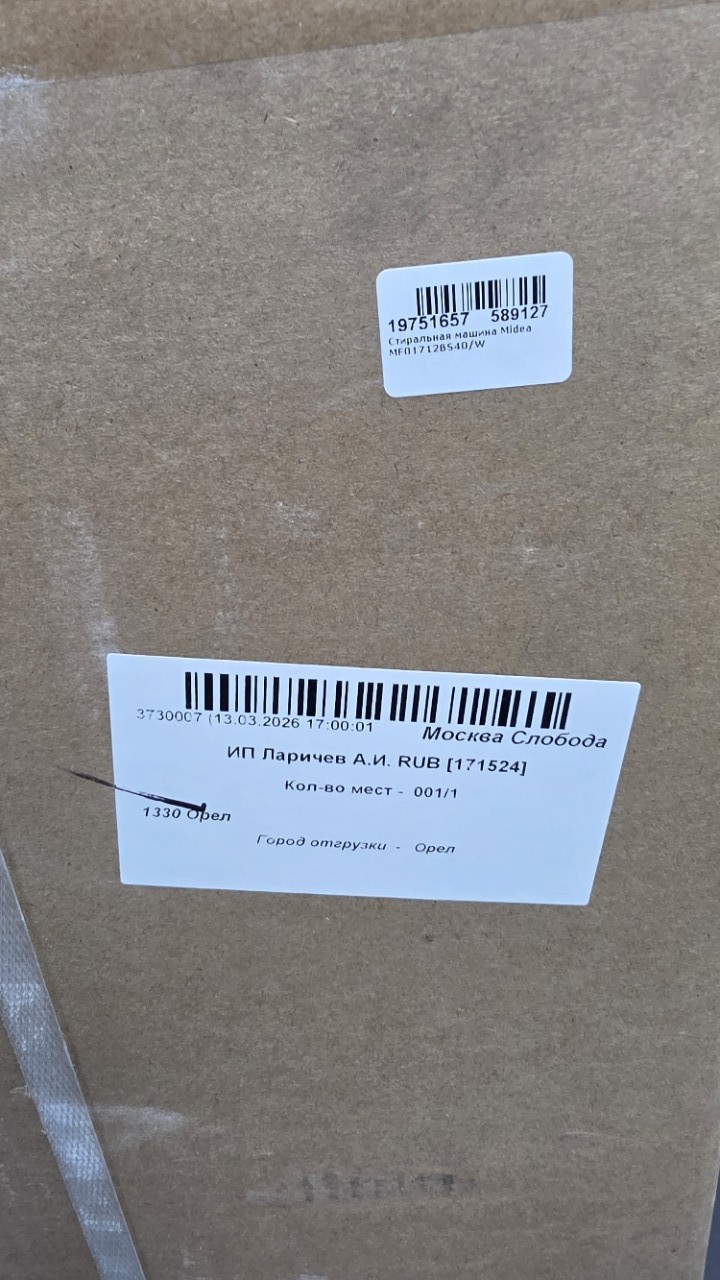 19751657 589127
Стиральная машина Midea
MF01712BS40/W
3730007 (13.03.2026 17:00:01
Москва Слобода
ИП Ларичев А.И. RUB [171524]
Кол-во мест - 001/1
1330 Орел
Город отгрузки - Орел